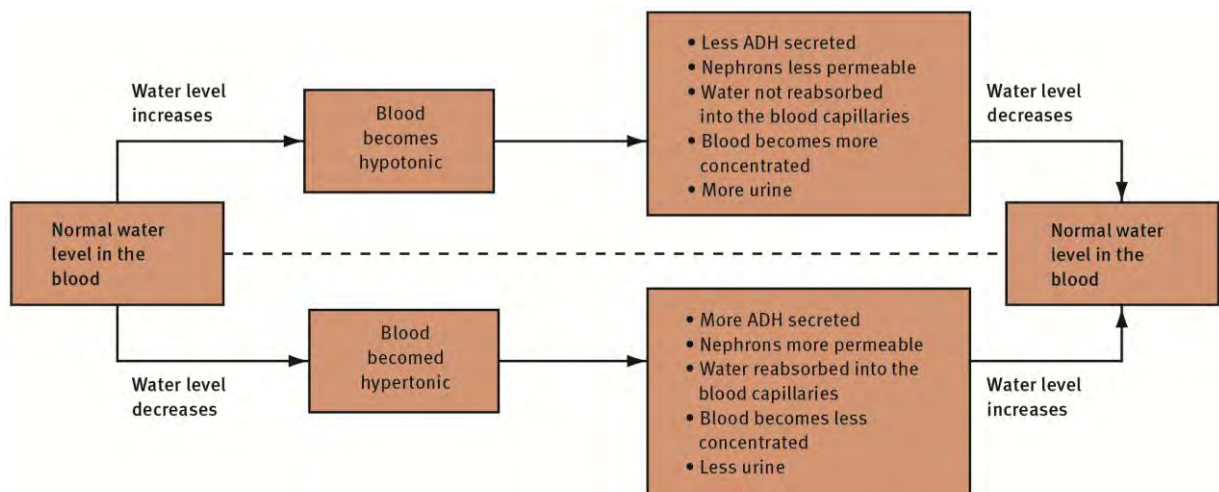 Water level
increases
Blood
becomes
hypotonic
• Less ADH secreted
• Nephrons less permeable
• Water not reabsorbed
into the blood capillaries
• Blood becomes more
concentrated
• More urine
Water level
decreases
Normal water
level in the
blood
Normal water
level in the
blood
Water level
decreases
Blood
becomed
hypertonic
• More ADH secreted
• Nephrons more permeable
• Water reabsorbed into the
blood capillaries
• Blood becomes less
concentrated
• Less urine
Water level
increases